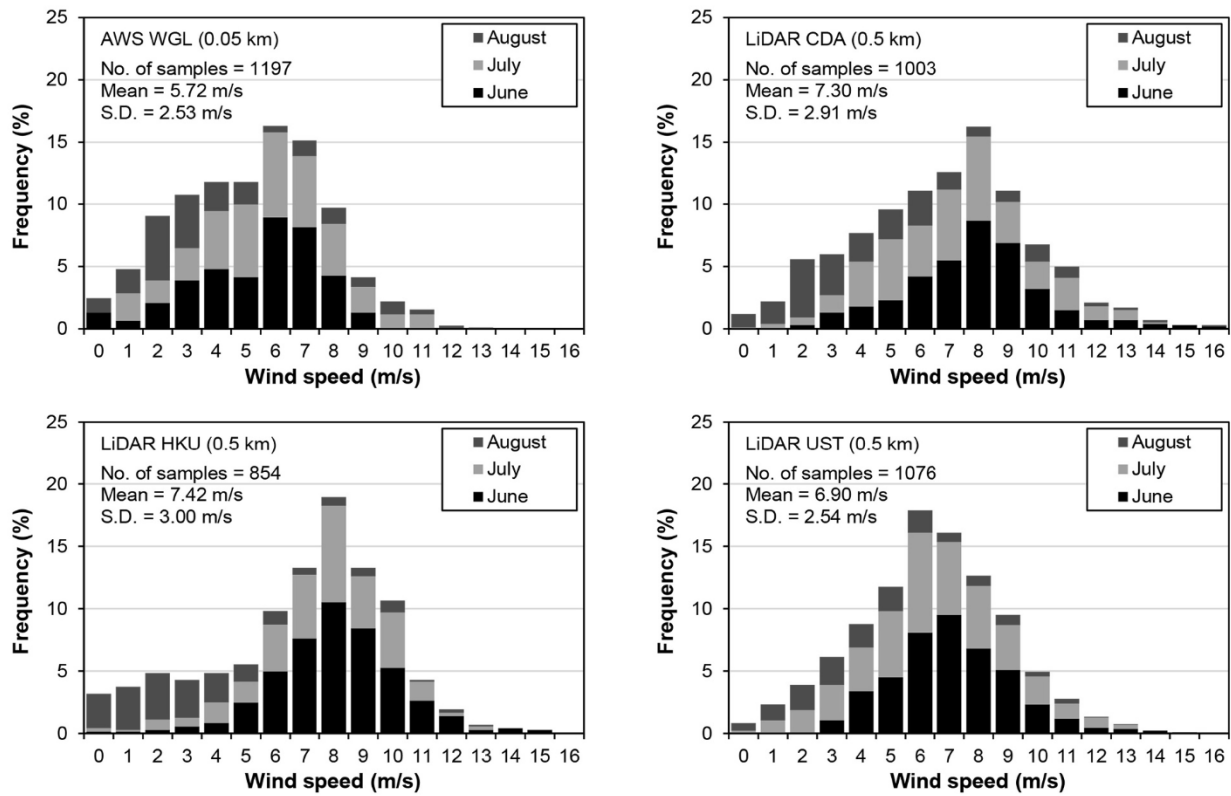 AWS WGL (0.05 km)
No. of samples = 1197
Mean = 5.72 m/s
S.D. = 2.53 m/s
August
July
June
25
20
15
10
5
0
Frequency (%)
0 1 2 3 4 5 6 7 8 9 10 11 12 13 14 15 16
Wind speed (m/s)
LiDAR CDA (0.5 km)
No. of samples = 1003
Mean = 7.30 m/s
S.D. = 2.91 m/s
August
July
June
25
20
15
10
5
0
Frequency (%)
0 1 2 3 4 5 6 7 8 9 10 11 12 13 14 15 16
Wind speed (m/s)
LiDAR HKU (0.5 km)
No. of samples = 854
Mean = 7.42 m/s
S.D. = 3.00 m/s
August
July
June
25
20
15
10
5
0
Frequency (%)
0 1 2 3 4 5 6 7 8 9 10 11 12 13 14 15 16
Wind speed (m/s)
LiDAR UST (0.5 km)
No. of samples = 1076
Mean = 6.90 m/s
S.D. = 2.54 m/s
August
July
June
25
20
15
10
5
0
Frequency (%)
0 1 2 3 4 5 6 7 8 9 10 11 12 13 14 15 16
Wind speed (m/s)